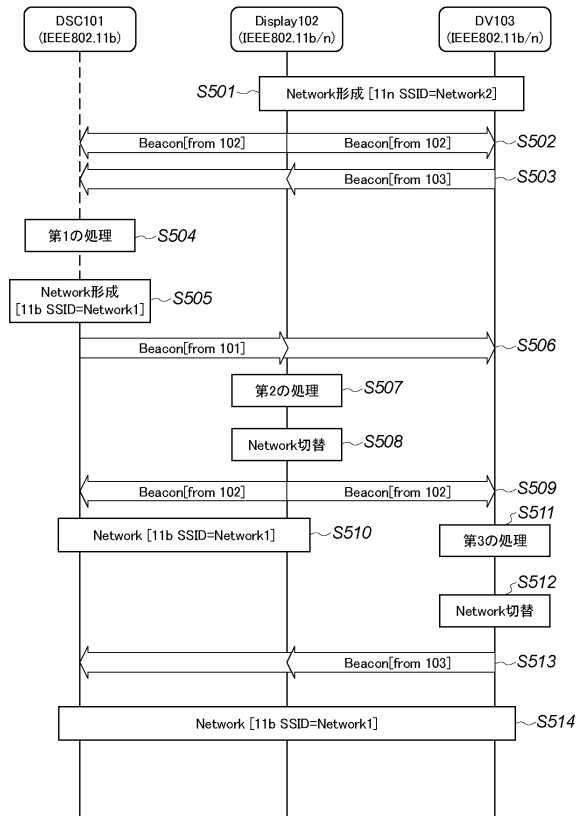 DSC101
(IEEE802.11b)
Display102
(IEEE802.11b/n)
DV103
(IEEE802.11b/n)
S501
Network形成 [11n SSID=Network2]
Beacon[from 102]
Beacon[from 102]
S502
Beacon[from 103]
S503
第1の処理
S504
Network形成
[11b SSID=Network1]
S505
Beacon[from 101]
S506
第2の処理
S507
Network切替
S508
Beacon[from 102]
Beacon[from 102]
S509
Network [11b SSID=Network1]
S510
S511
第3の処理
S512
Network切替
Beacon[from 103]
S513
Network [11b SSID=Network1]
S514